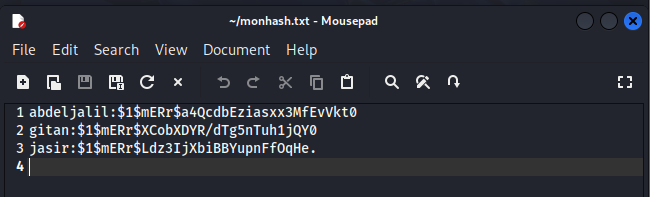 ~/monhash.txt - Mousepad
File Edit Search View Document Help
1 abdeljalil:$1$mERr$a4QcdbEziasxx3MfEvVkt0
2 gitan:$1$mERr$XCobXDYR/dTg5nTuh1jQY0
3 jasir:$1$mERr$Ldz3IjXbiBBYupnFfOqHe.
4